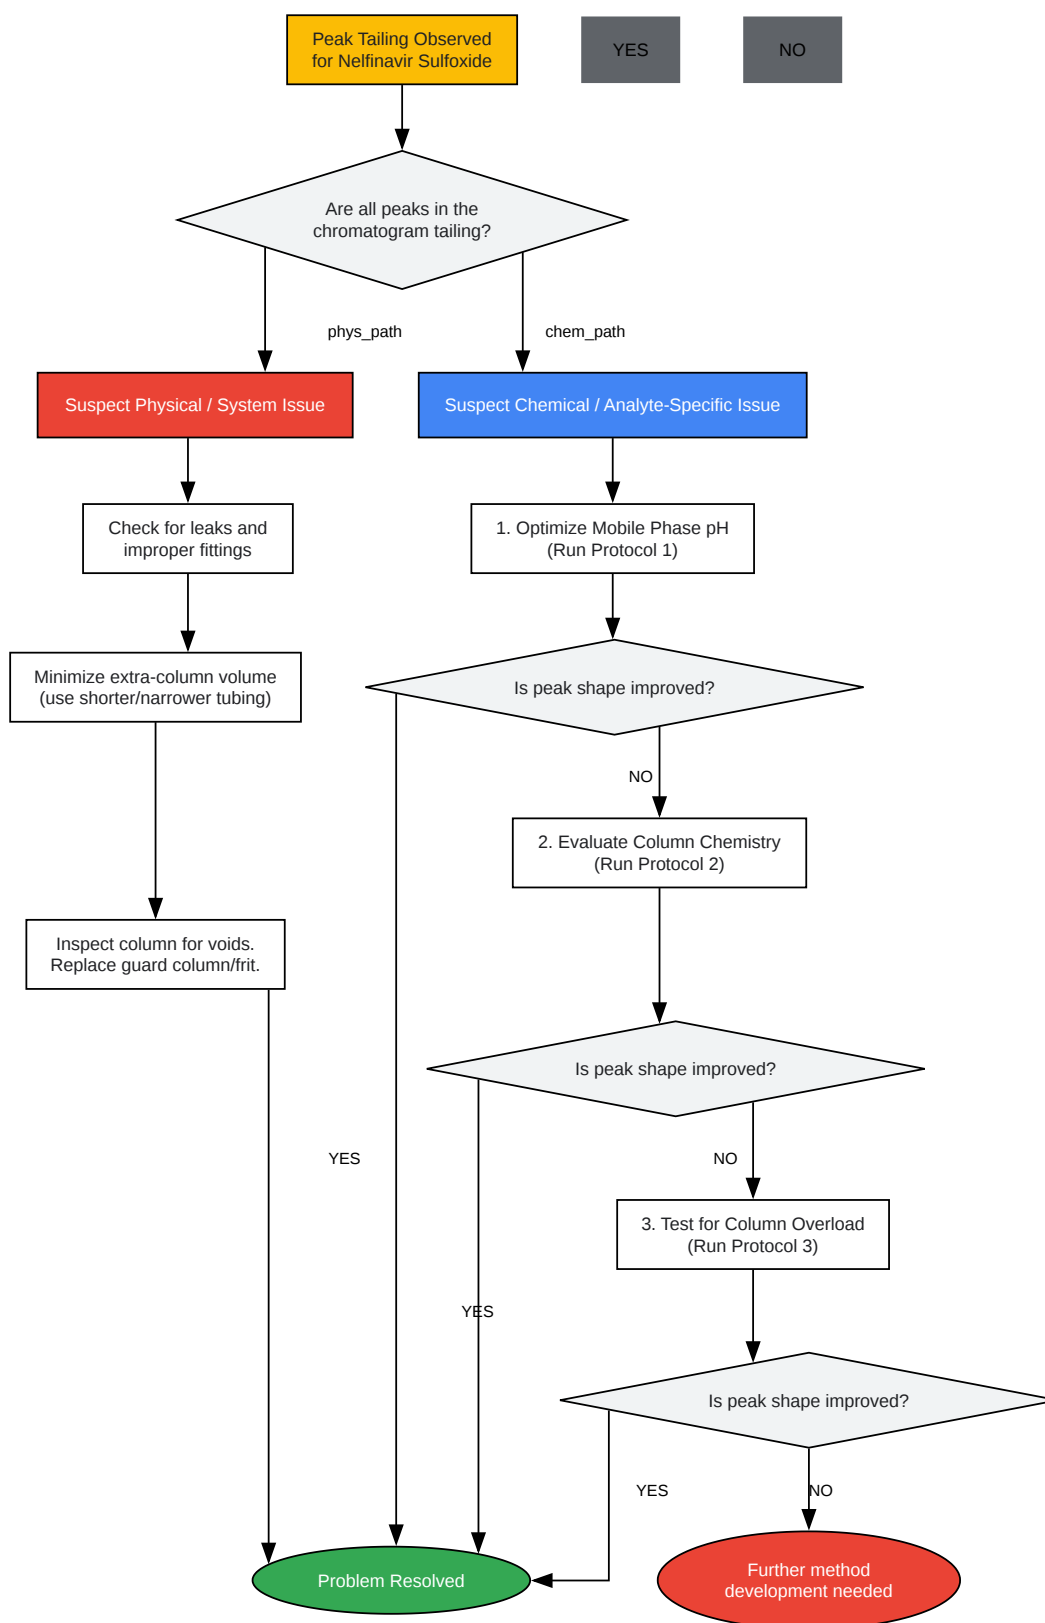 Peak Tailing Observed
for Nelfinavir Sulfoxide
YES
NO
Are all peaks in the
chromatogram tailing?
phys_path
chem_path
Suspect Physical / System Issue
Suspect Chemical / Analyte-Specific Issue
Check for leaks and
improper fittings
1. Optimize Mobile Phase pH
(Run Protocol 1)
Minimize extra-column volume
(use shorter/narrower tubing)
Is peak shape improved?
NO
2. Evaluate Column Chemistry
(Run Protocol 2)
Inspect column for voids.
Replace guard column/frit.
Is peak shape improved?
YES
NO
3. Test for Column Overload
(Run Protocol 3)
YES
Is peak shape improved?
YES
NO
Problem Resolved
Further method
development needed